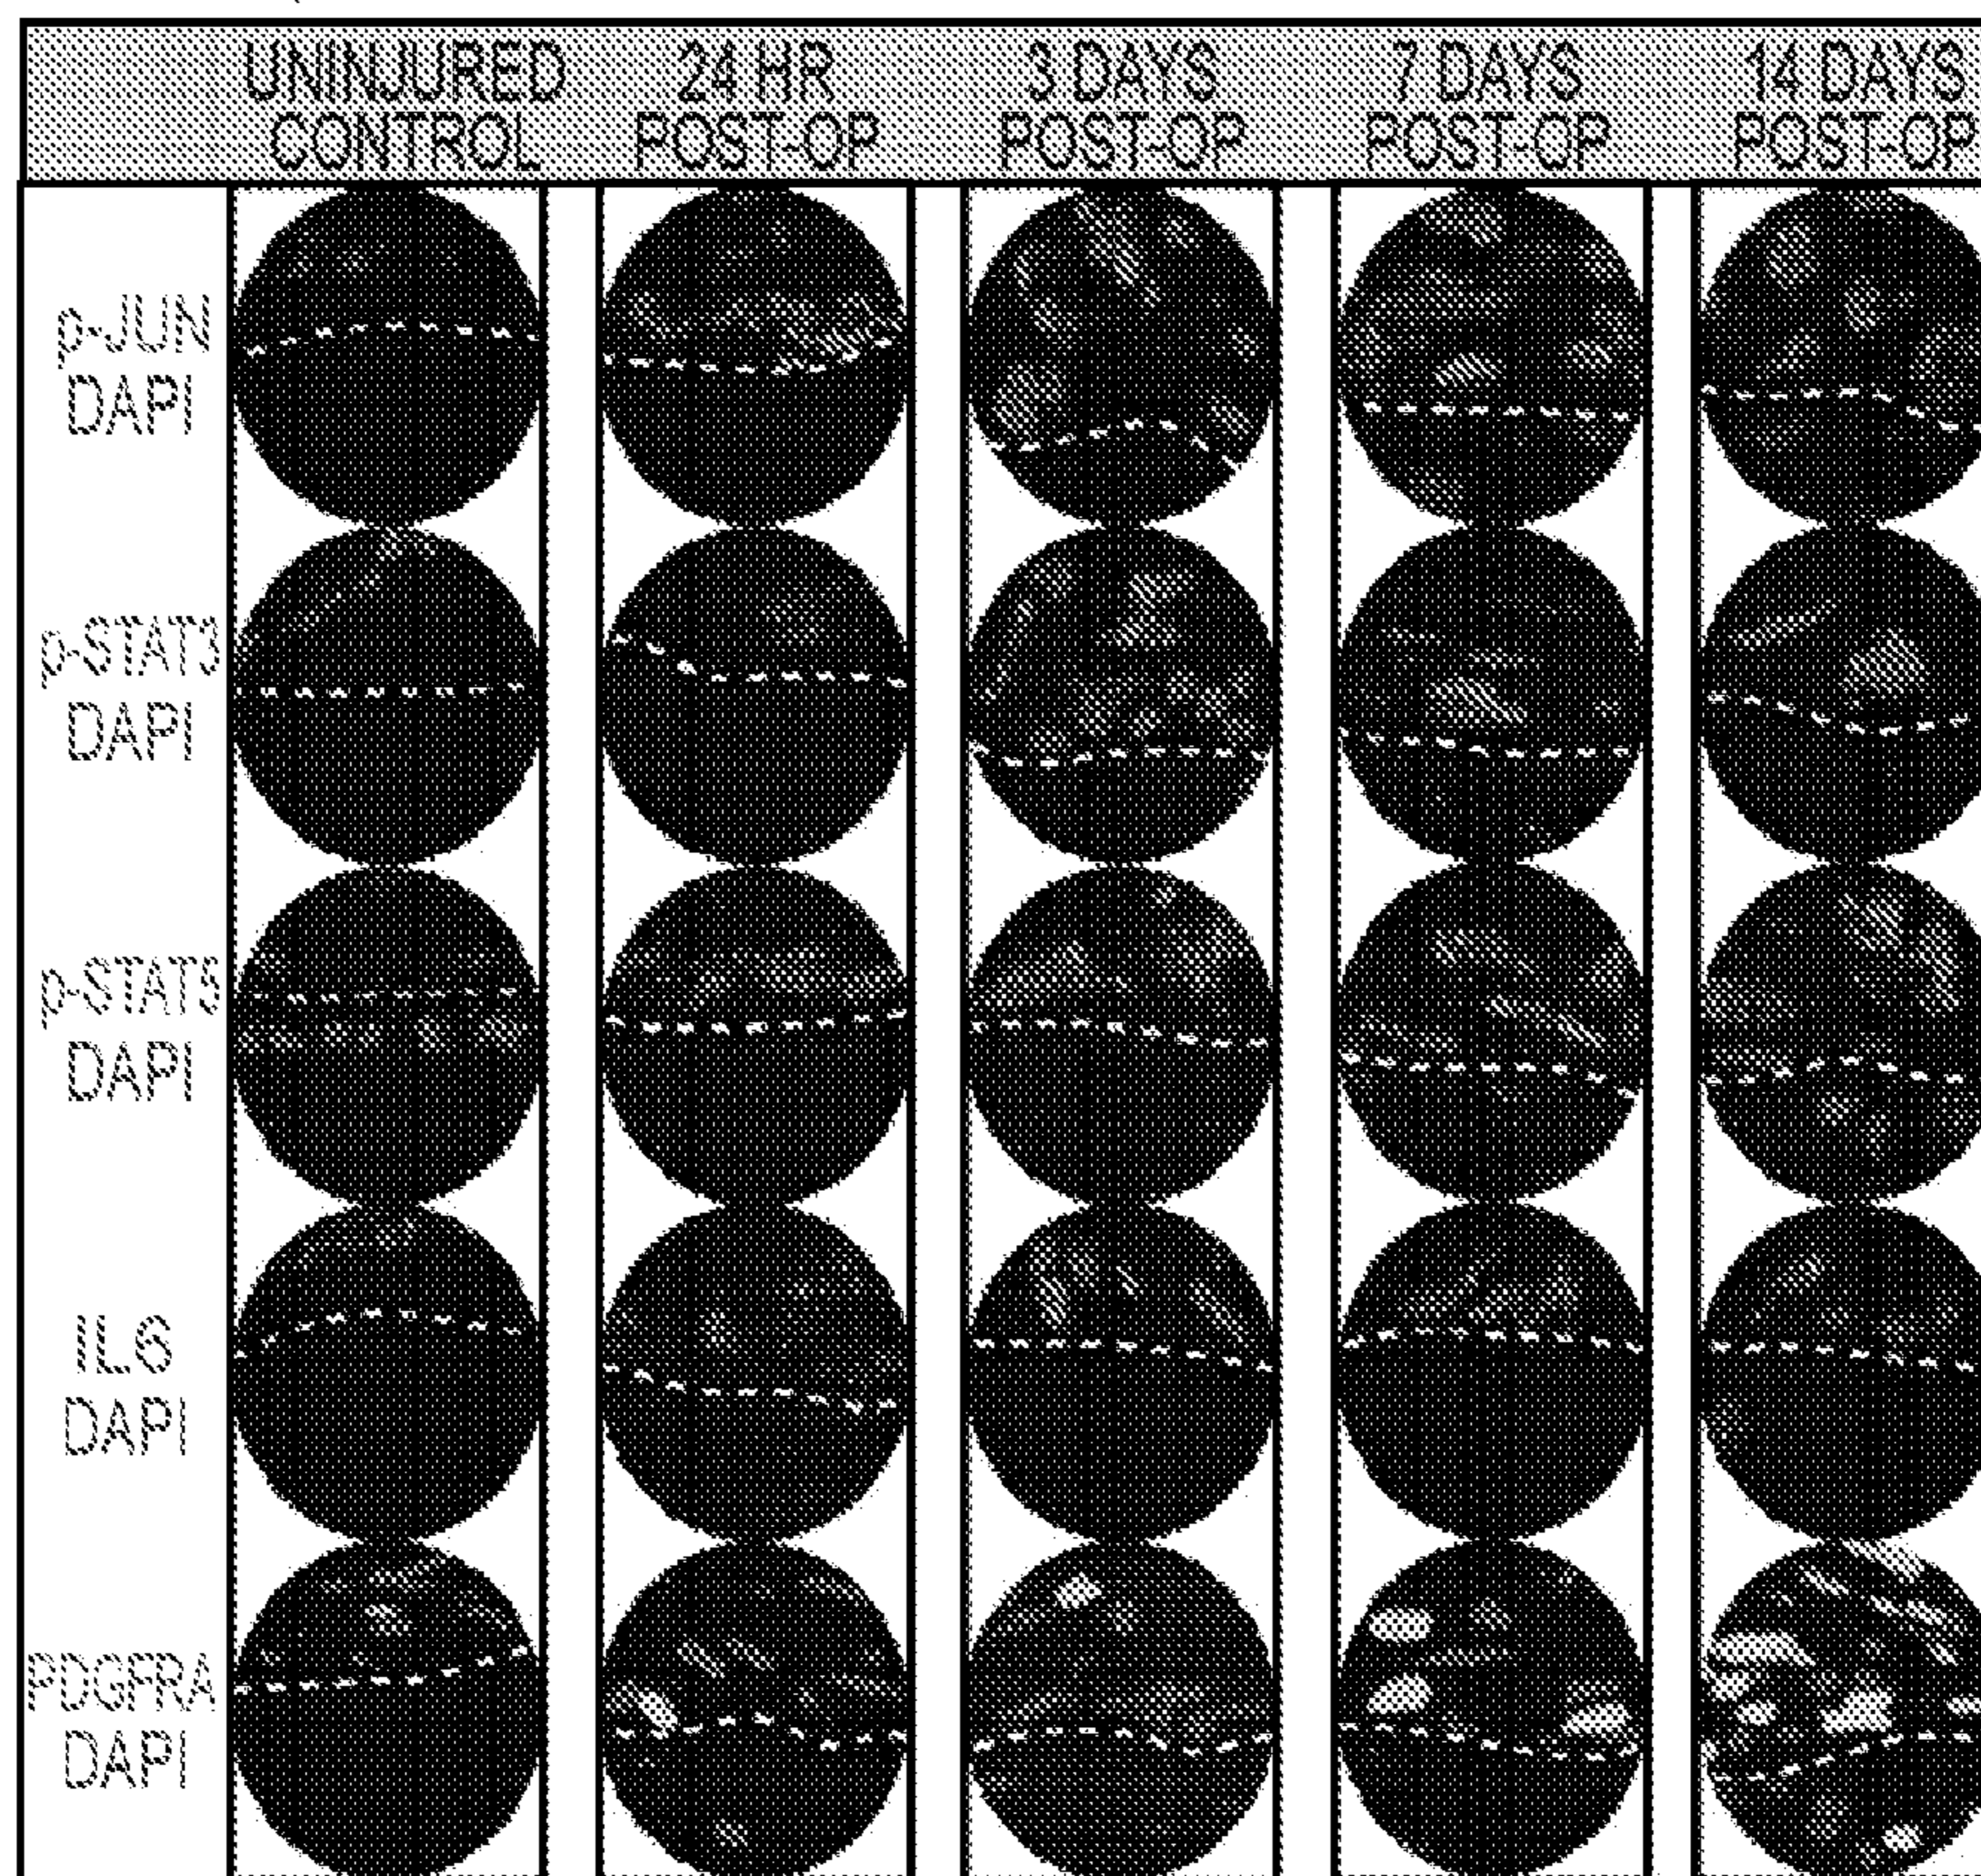 UNINJURED CONTROL
24 HR POST-OP
3 DAYS POST-OP
7 DAYS POST-OP
14 DAYS POST-OP
p-JUN
DAPI
p-STAT3
DAPI
p-STAT5
DAPI
IL6
DAPI
PDGFRA
DAPI